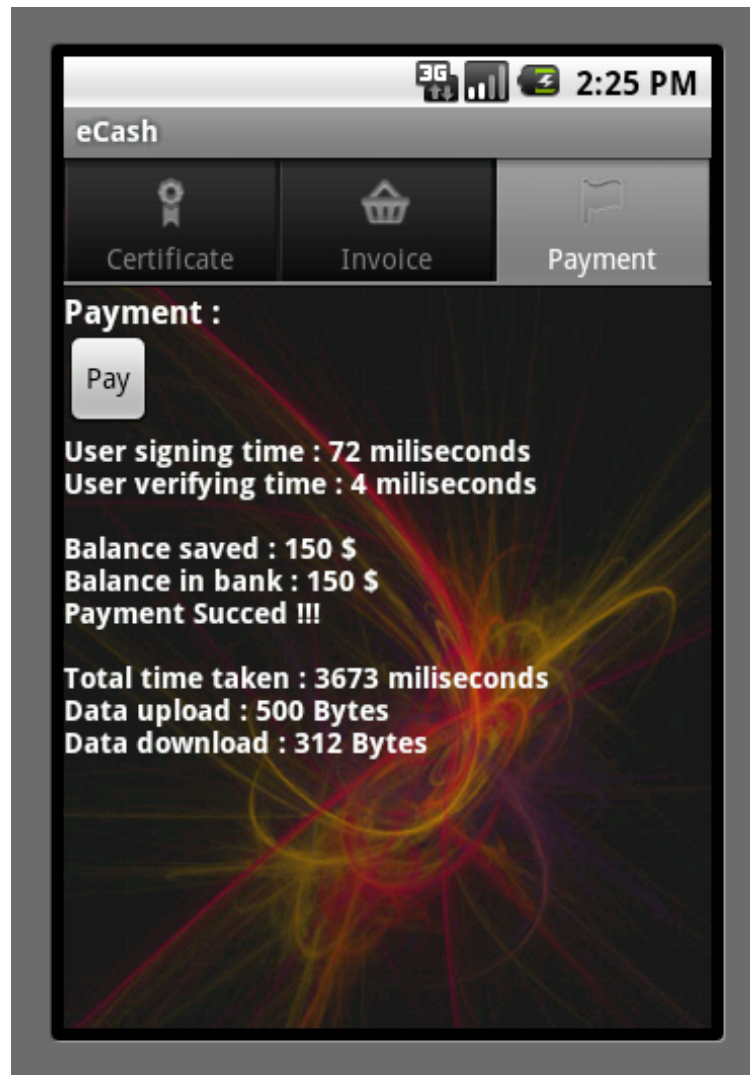 3G 2:25 PM
eCash
Certificate Invoice Payment
Payment :
Pay
User signing time : 72 miliseconds
User verifying time : 4 miliseconds
Balance saved : 150 $
Balance in bank : 150 $
Payment Succed !!!
Total time taken : 3673 miliseconds
Data upload : 500 Bytes
Data download : 312 Bytes